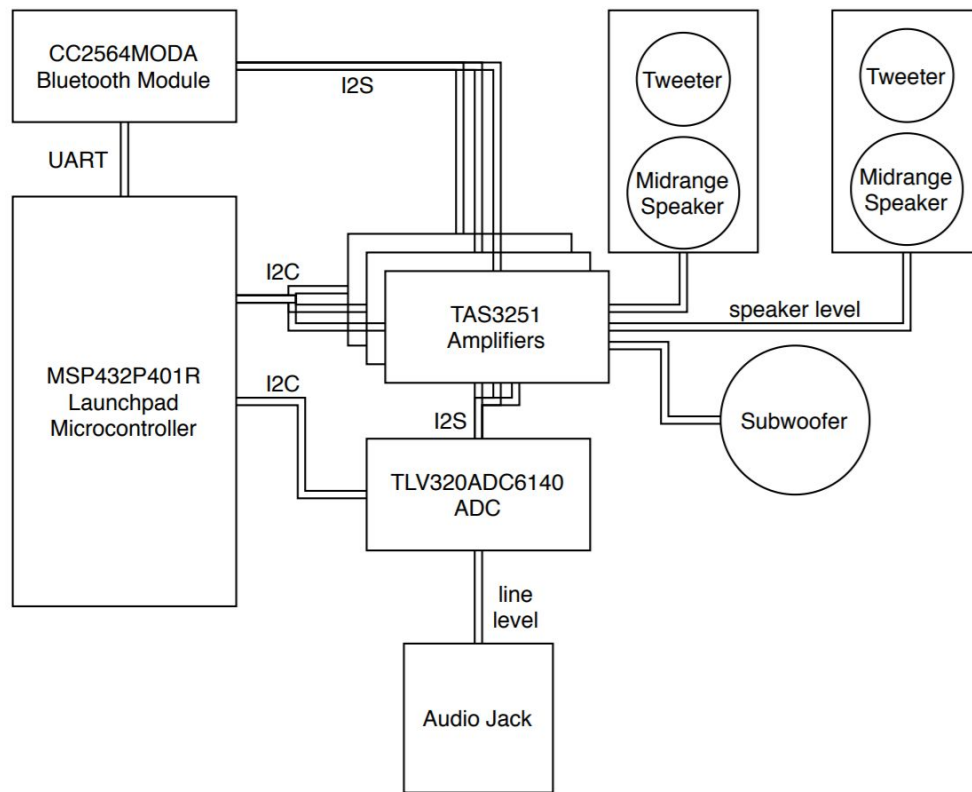 CC2564MODA
Bluetooth Module
I2S
UART
Tweeter
Midrange
Speaker
Tweeter
Midrange
Speaker
I2C
TAS3251
Amplifiers
speaker level
MSP432P401R
Launchpad
Microcontroller
I2C
I2S
Subwoofer
TLV320ADC6140
ADC
line
level
Audio Jack